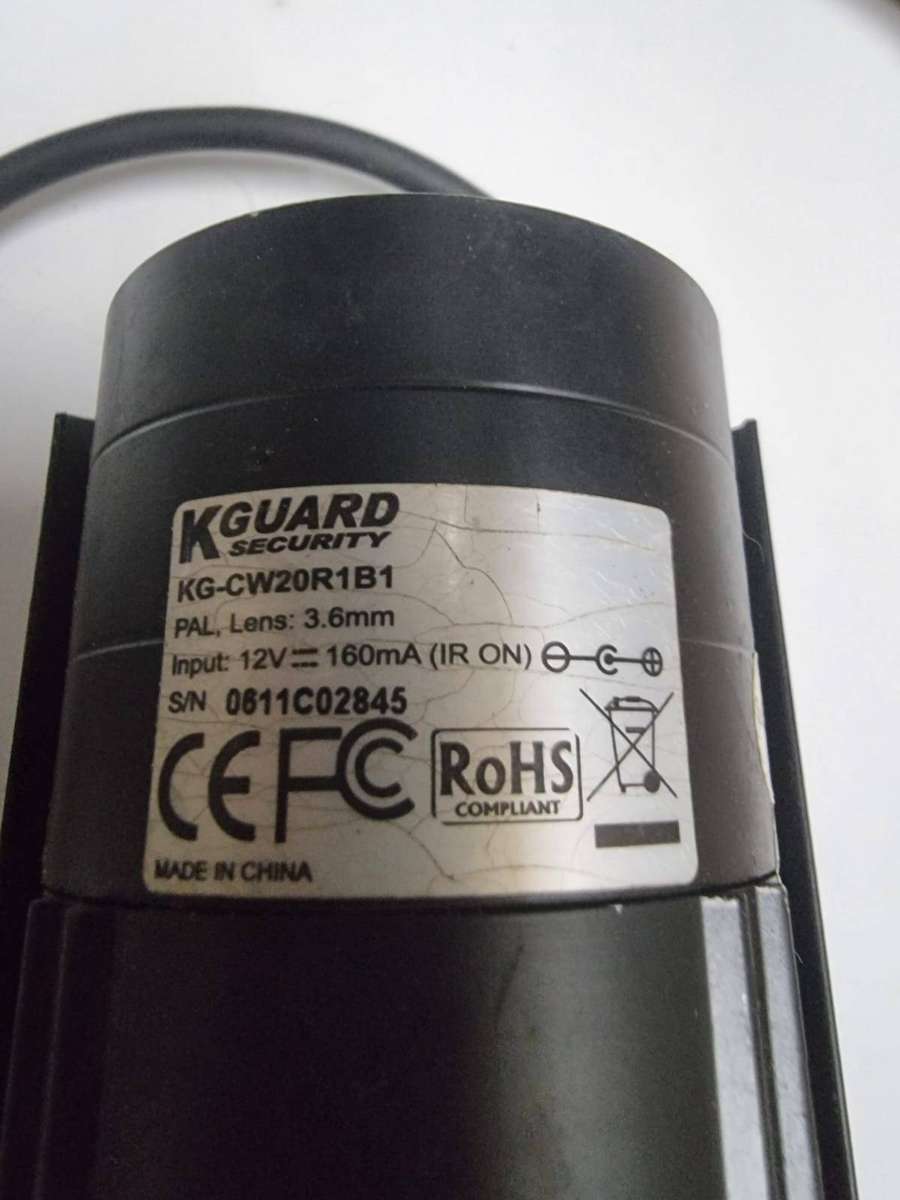 KGUARD
SECURITY
KG-CW20R1B1
PAL, Lens: 3.6mm
Input: 12V 160mA (IR ON)
S/N 0611C02845
CE FC RoHS
COMPLIANT
MADE IN CHINA